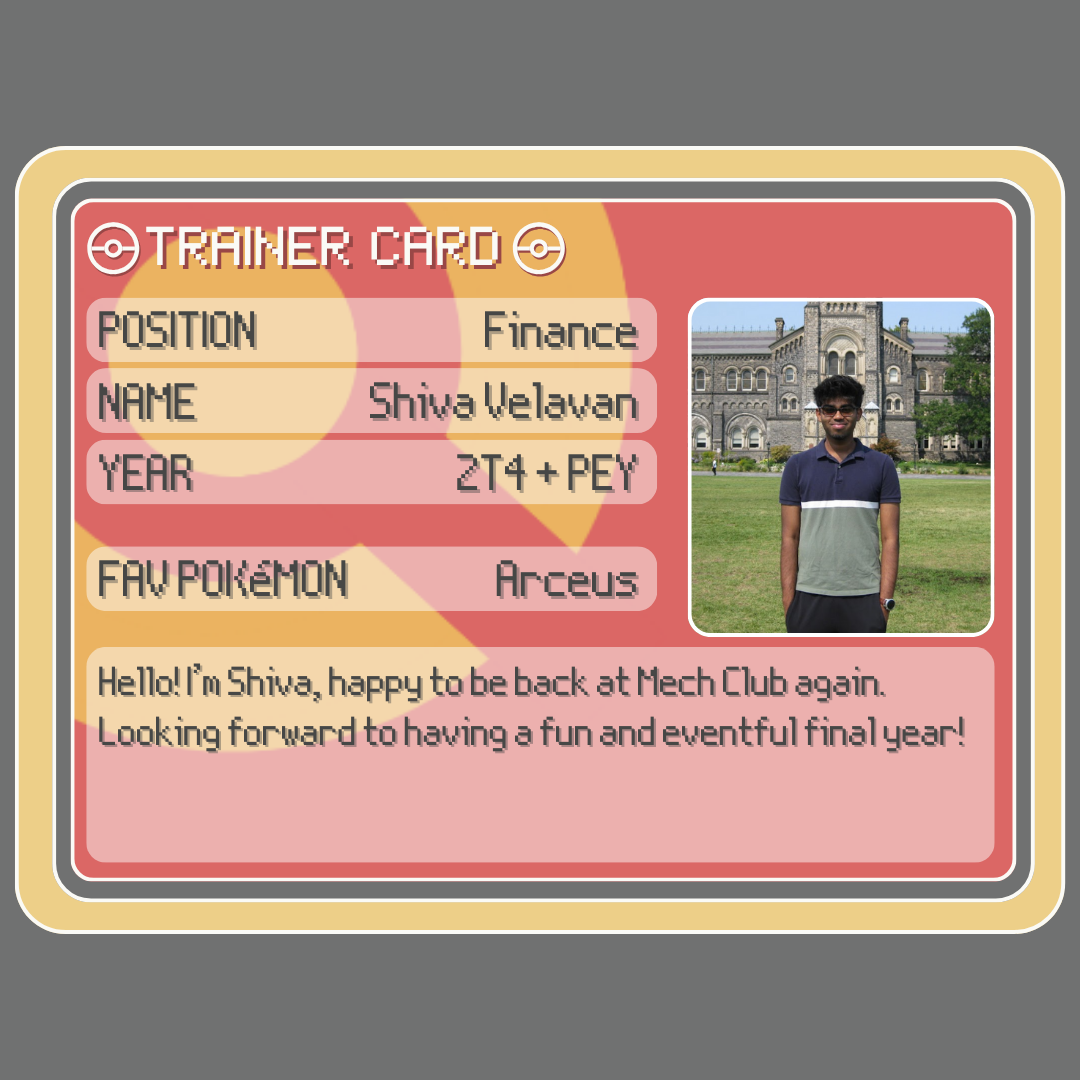 TRAINER CARD
POSITION Finance
NAME Shiva Velavan
YEAR 2T4 + PEY
FAV POKéMON Arceus
Hello! I'm Shiva, happy to be back at Mech Club again.
Looking forward to having a fun and eventful final year!